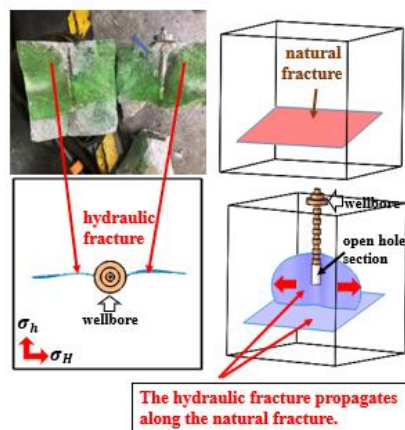 natural
fracture
hydraulic
fracture
wellbore
σh
σH
wellbore
open hole
section
The hydraulic fracture propagates
along the natural fracture.